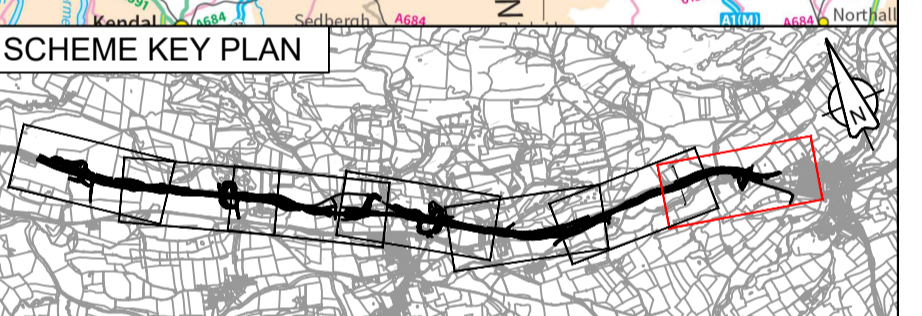 Kendal
A684
Sedbergh
A684
A1(M)
A684
Northall
SCHEME KEY PLAN
N